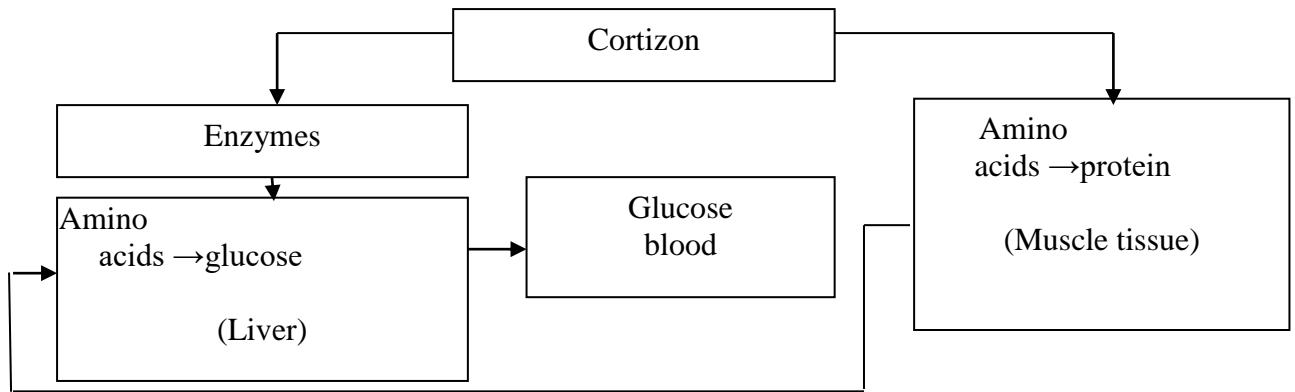 Cortizon
Enzymes
Amino
acids →glucose
(Liver)
Glucose
blood
Amino
acids →protein
(Muscle tissue)